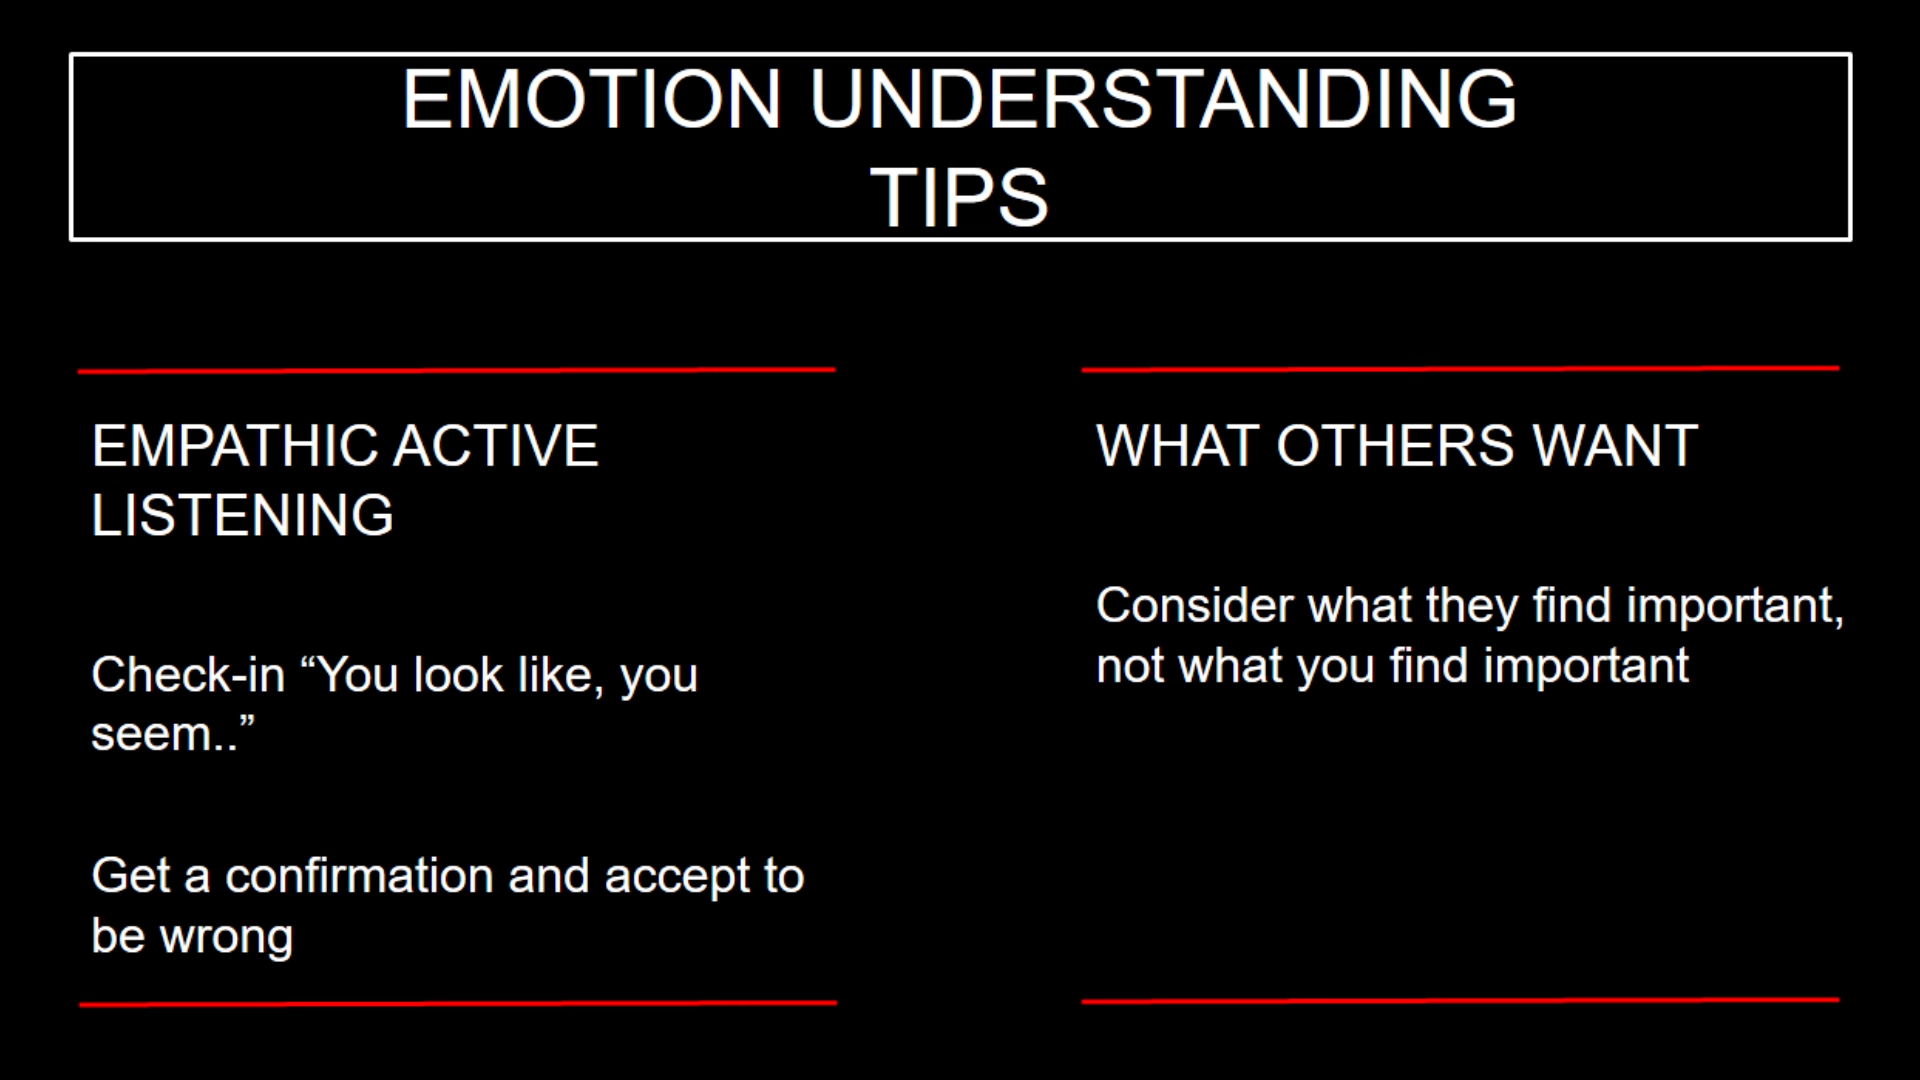 EMOTION UNDERSTANDING
TIPS
EMPATHIC ACTIVE
LISTENING
Check-in “You look like, you
seem..”
Get a confirmation and accept to
be wrong
WHAT OTHERS WANT
Consider what they find important,
not what you find important